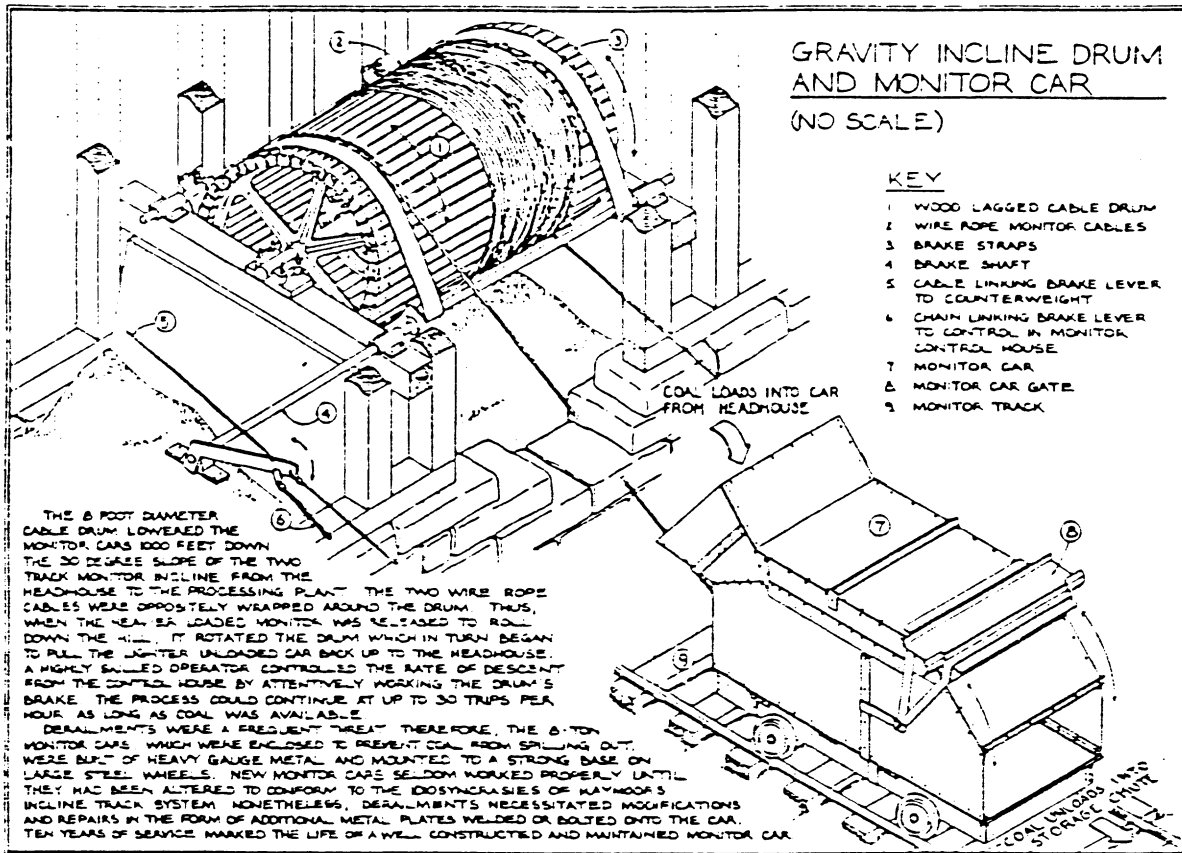 GRAVITY INCLINE DRUM
AND MONITOR CAR
(NO SCALE)
KEY
1 WOOD LAGGED CABLE DRUM
2 WIRE ROPE MONITOR CABLES
3 BRAKE STRAPS
4 BRAKE SHAFT
5 CABLE LINKING BRAKE LEVER
TO COUNTERWEIGHT
6 CHAIN LINKING BRAKE LEVER
TO CONTROL IN MONITOR
CONTROL HOUSE
7 MONITOR CAR
8 MONITOR CAR GATE
9 MONITOR TRACK
2
3
1
5
4
6
COAL LOADS INTO CAR
FROM HEADHOUSE
7
8
9
COAL UNLOADS INTO
STORAGE CHUTE
THE 8 FOOT DIAMETER
CABLE DRUM LOWERED THE
MONITOR CARS 1000 FEET DOWN
THE 30 DEGREE SLOPE OF THE TWO
TRACK MONITOR INCLINE FROM THE
HEADHOUSE TO THE PROCESSING PLANT. THE TWO WIRE ROPE
CABLES WERE OPPOSITELY WRAPPED AROUND THE DRUM. THUS,
WHEN THE HEAVIER LOADED MONITOR WAS RELEASED TO ROLL
DOWN THE HILL, IT ROTATED THE DRUM WHICH IN TURN BEGAN
TO PULL THE LIGHTER UNLOADED CAR BACK UP TO THE HEADHOUSE.
A HIGHLY SKILLED OPERATOR CONTROLLED THE RATE OF DESCENT
FROM THE CONTROL HOUSE BY ATTENTIVELY WORKING THE DRUM'S
BRAKE. THE PROCESS COULD CONTINUE AT UP TO 30 TRIPS PER
HOUR AS LONG AS COAL WAS AVAILABLE.
DERAILMENTS WERE A FREQUENT THREAT. THEREFORE, THE 8-TON
MONITOR CARS, WHICH WERE ENCLOSED TO PREVENT COAL FROM SPILLING OUT,
WERE BUILT OF HEAVY GAUGE METAL AND MOUNTED TO A STRONG BASE ON
LARGE STEEL WHEELS. NEW MONITOR CARS SELDOM WORKED PROPERLY UNTIL
THEY HAD BEEN ALTERED TO CONFORM TO THE IDIOSYNCRASIES OF KAYMOOR'S
INCLINE TRACK SYSTEM. NONETHELESS, DERAILMENTS NECESSITATED MODIFICATIONS
AND REPAIRS IN THE FORM OF ADDITIONAL METAL PLATES WELDED OR BOLTED ONTO THE CAR.
TEN YEARS OF SERVICE MARKED THE LIFE OF A WELL CONSTRUCTED AND MAINTAINED MONITOR CAR.